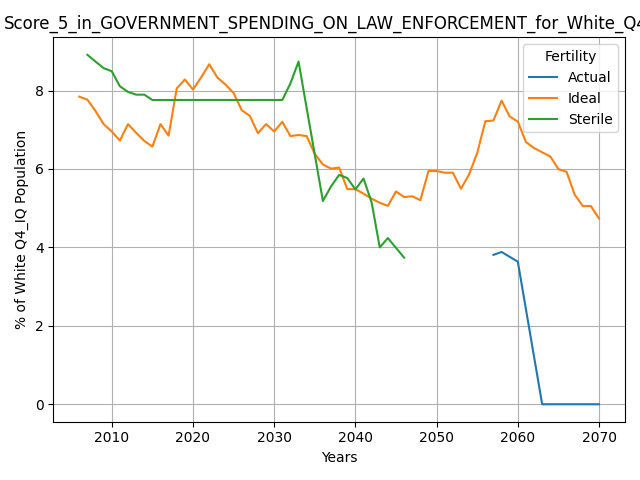 Score_5_in_GOVERNMENT_SPENDING_ON_LAW_ENFORCEMENT_for_White_Q4
Fertility
Actual
Ideal
Sterile
% of White Q4_IQ Population
8
6
4
2
0
2010 2020 2030 2040 2050 2060 2070
Years